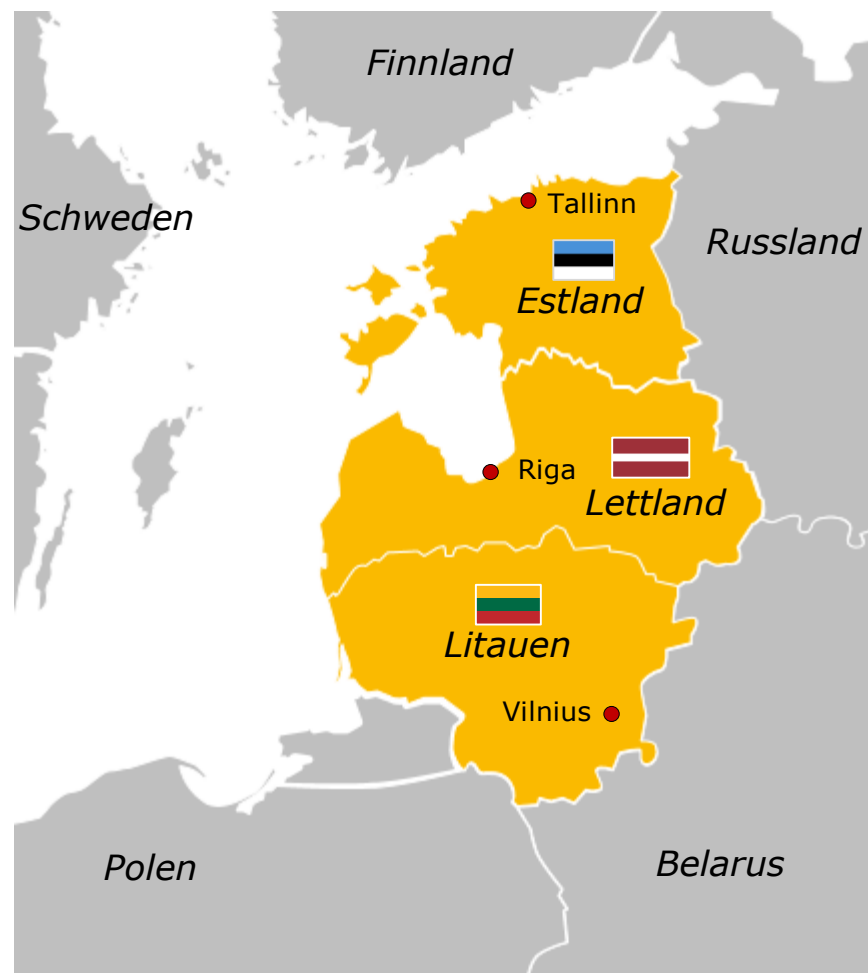 Finnland
Schweden
Tallinn
Russland
Estland
Riga
Lettland
Litauen
Vilnius
Polen
Belarus